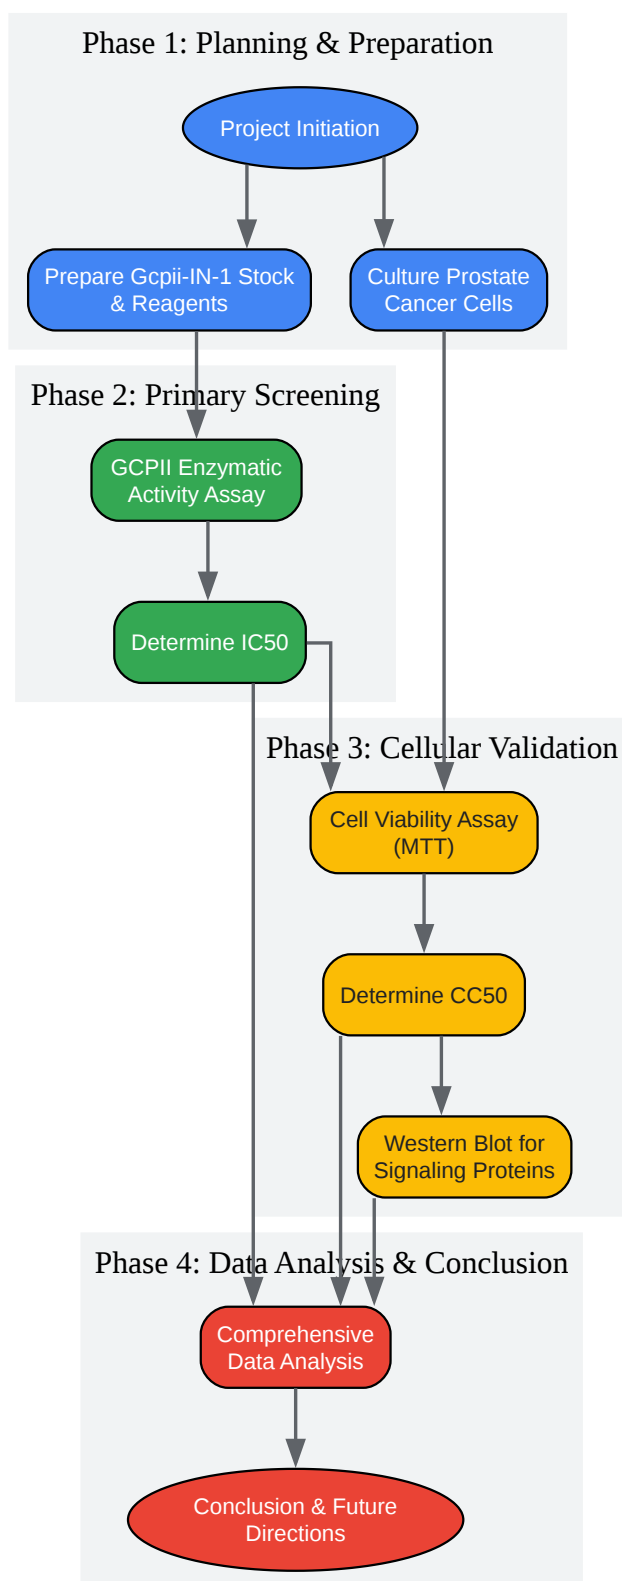 Phase 1: Planning & Preparation
Project Initiation
Prepare Gcpii-IN-1 Stock
& Reagents
Culture Prostate
Cancer Cells
Phase 2: Primary Screening
GCPII Enzymatic
Activity Assay
Determine IC50
Phase 3: Cellular Validation
Cell Viability Assay
(MTT)
Determine CC50
Western Blot for
Signaling Proteins
Phase 4: Data Analysis & Conclusion
Comprehensive
Data Analysis
Conclusion & Future
Directions